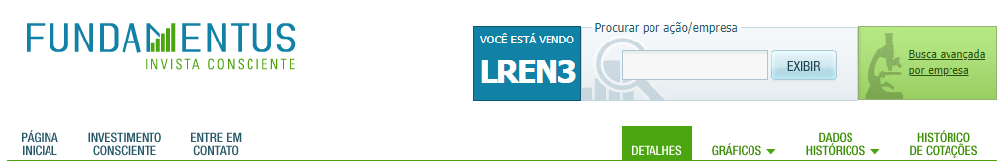 FUNDAMENTUS
INVISTA CONSCIENTE
VOCÊ ESTÁ VENDO
LREN3
Procurar por ação/empresa
EXIBIR
Busca avançada
por empresa
PÁGINA
INICIAL
INVESTIMENTO
CONSCIENTE
ENTRE EM
CONTATO
DETALHES
GRÁFICOS
DADOS
HISTÓRICOS
HISTÓRICO
DE COTAÇÕES